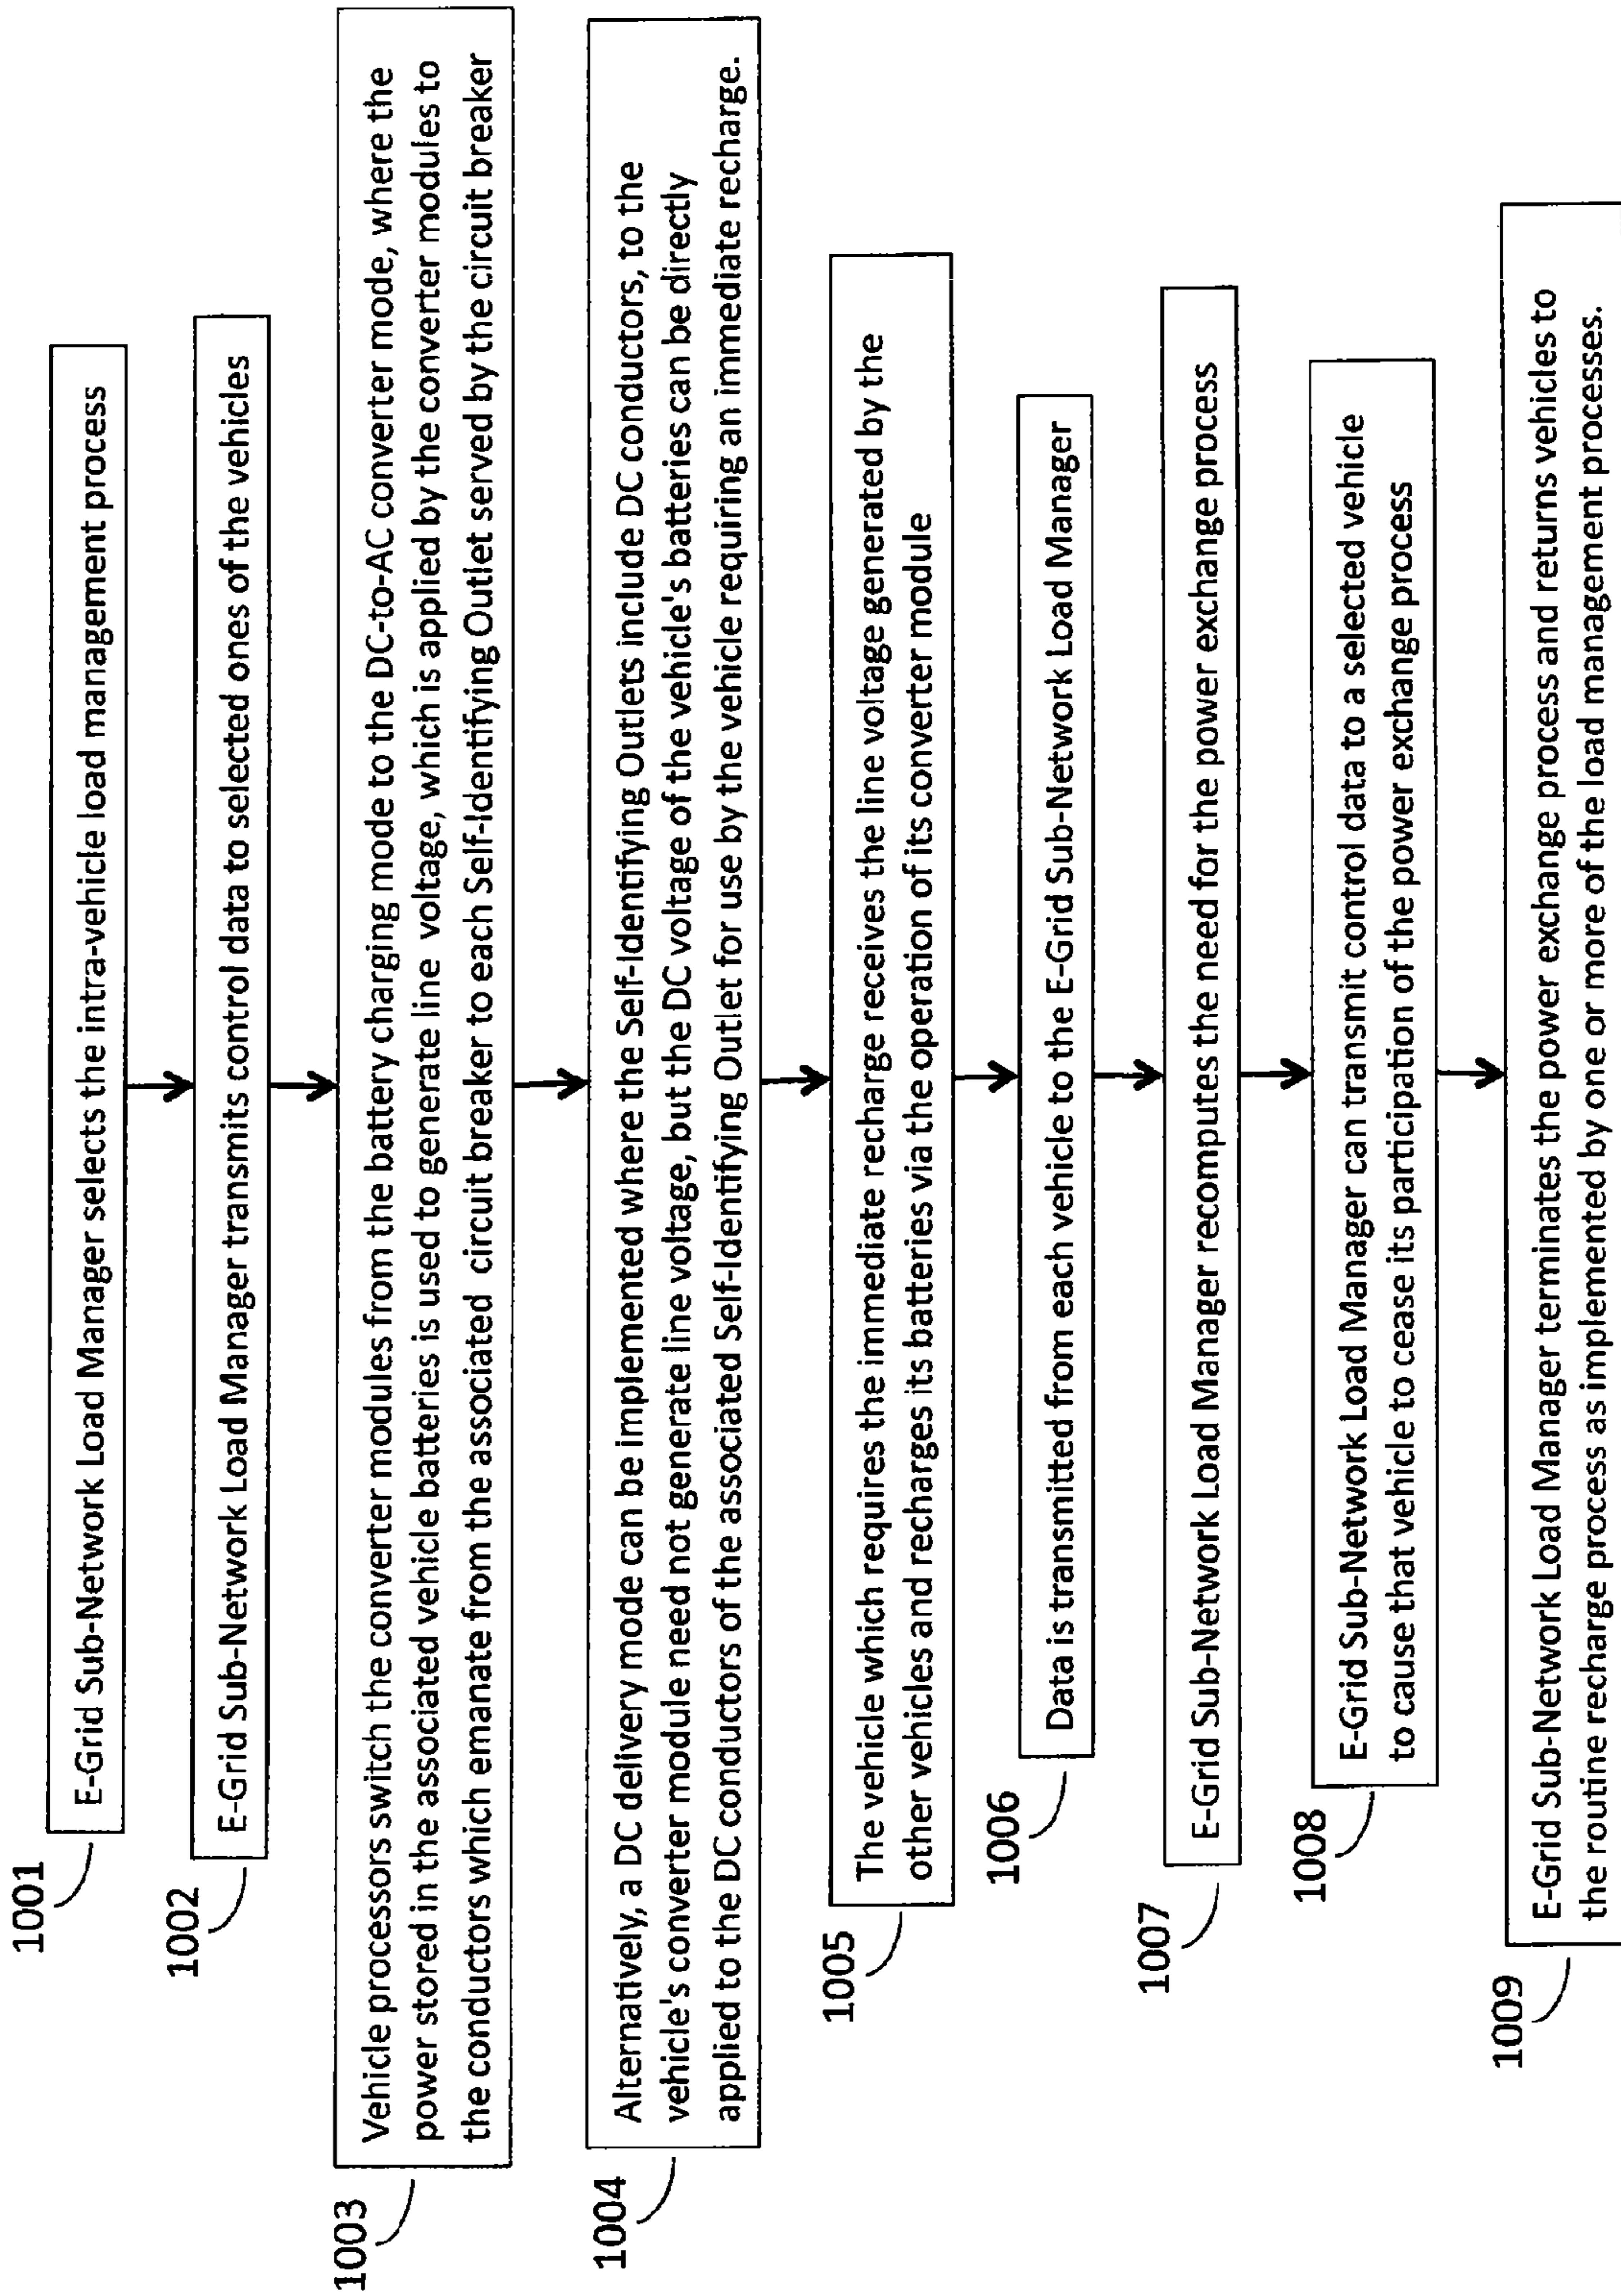 1001
E-Grid Sub-Network Load Manager selects the intra-vehicle load management process
1002
E-Grid Sub-Network Load Manager transmits control data to selected ones of the vehicles
1003
Vehicle processors switch the converter modules from the battery charging mode to the DC-to-AC converter mode, where the
power stored in the associated vehicle batteries is used to generate line voltage, which is applied by the converter modules to
the conductors which emanate from the associated circuit breaker to each Self-Identifying Outlet served by the circuit breaker
1004
Alternatively, a DC delivery mode can be implemented where the Self-Identifying Outlets include DC conductors, to the
vehicle's converter module need not generate line voltage, but the DC voltage of the vehicle's batteries can be directly
applied to the DC conductors of the associated Self-Identifying Outlet for use by the vehicle requiring an immediate recharge.
1005
The vehicle which requires the immediate recharge receives the line voltage generated by the
other vehicles and recharges its batteries via the operation of its converter module
1006
Data is transmitted from each vehicle to the E-Grid Sub-Network Load Manager
1007
E-Grid Sub-Network Load Manager recomputes the need for the power exchange process
1008
E-Grid Sub-Network Load Manager can transmit control data to a selected vehicle
to cause that vehicle to cease its participation of the power exchange process
1009
E-Grid Sub-Network Load Manager terminates the power exchange process and returns vehicles to
the routine recharge process as implemented by one or more of the load management processes.